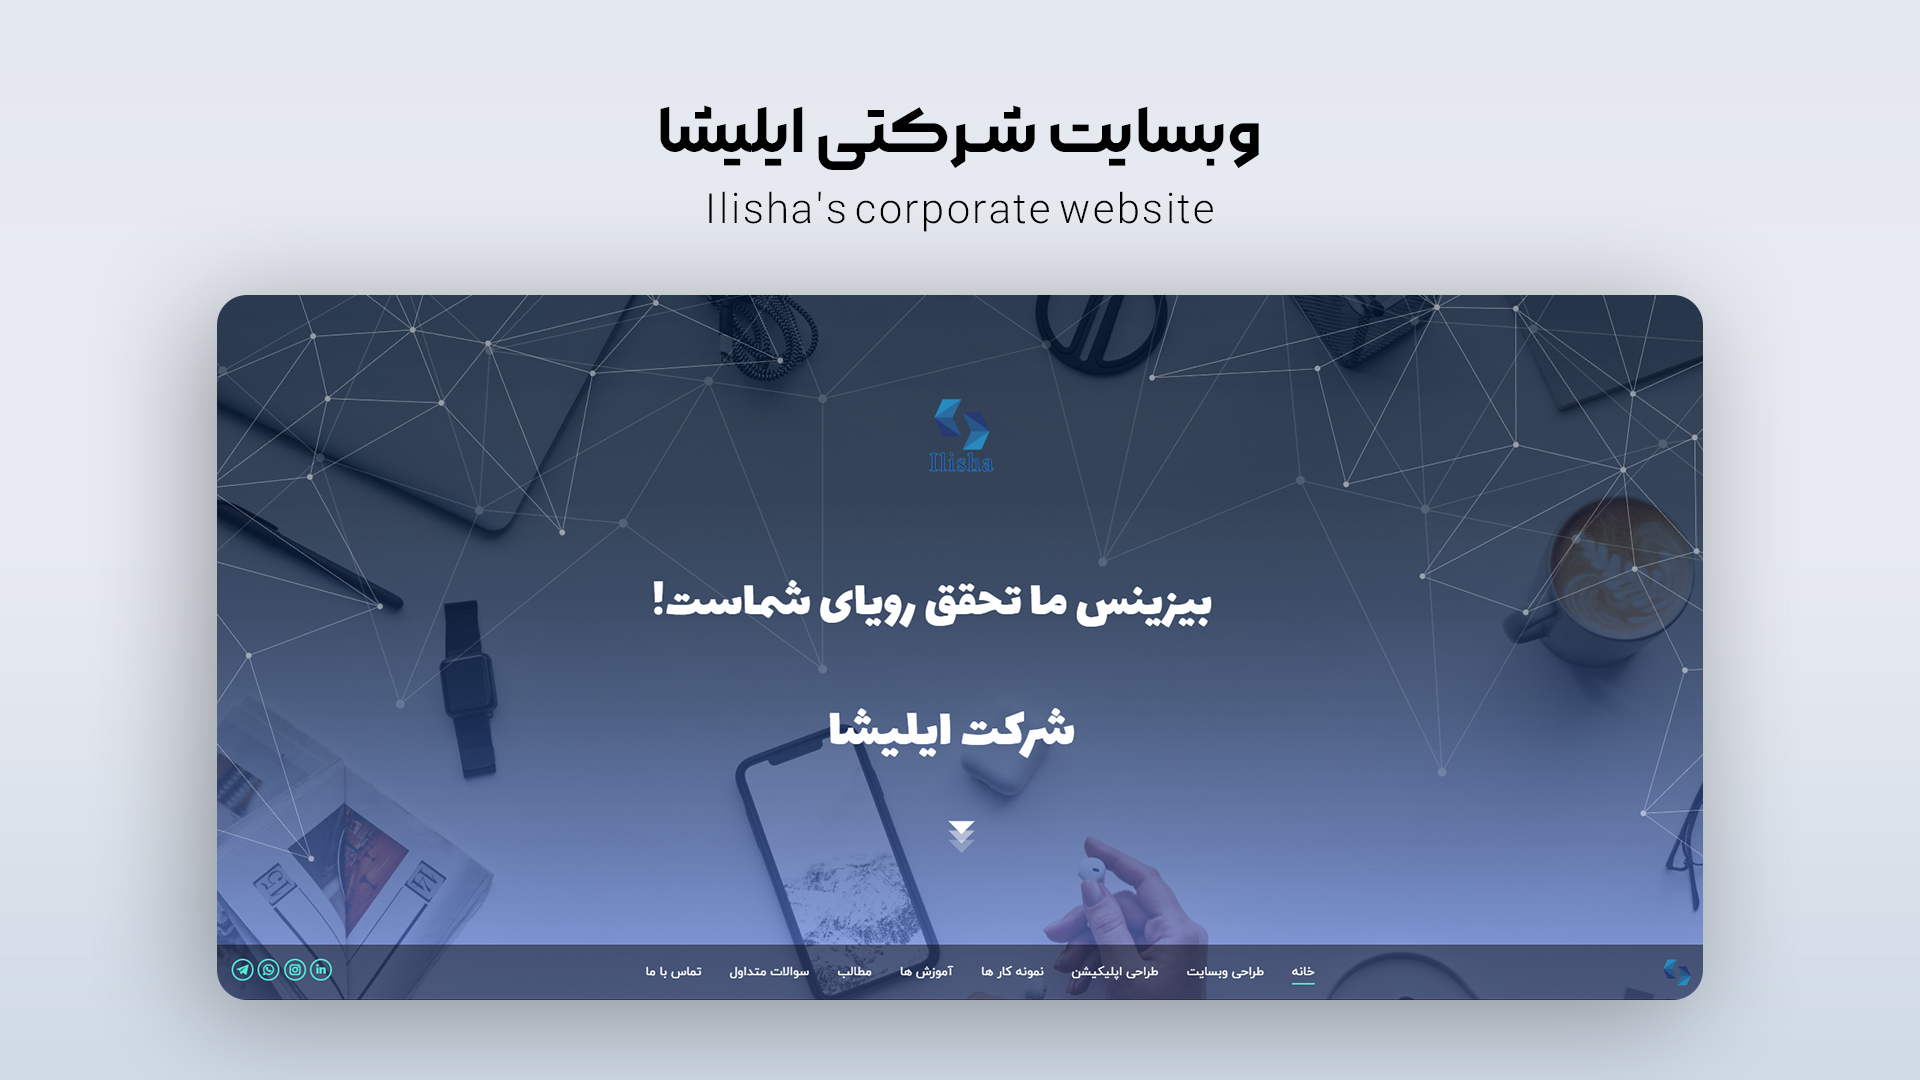 وبسایت شرکتی ایلیشا
Ilisha's corporate website
Ilisha
بیزینس ما تحقق رویای شماست!
شرکت ایلیشا
خانه
طراحی وبسایت
طراحی اپلیکیشن
نمونه کار ها
آموزش ها
مطالب
سوالات متداول
تماس با ما
in